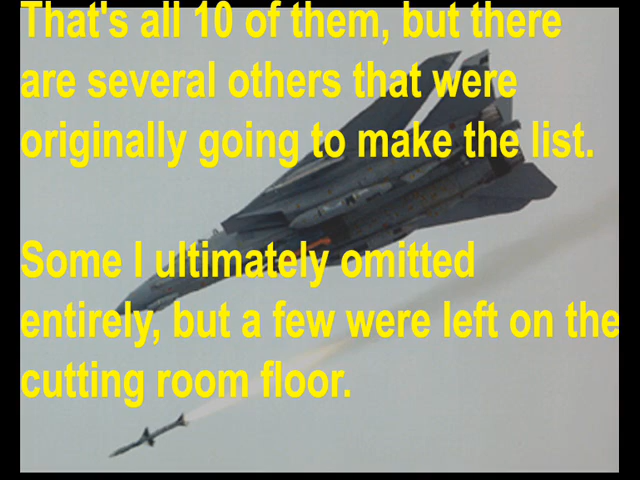 That's all 10 of them, but there
are several others that were
originally going to make the list.
Some I ultimately omitted
entirely, but a few were left on the
cutting room floor.